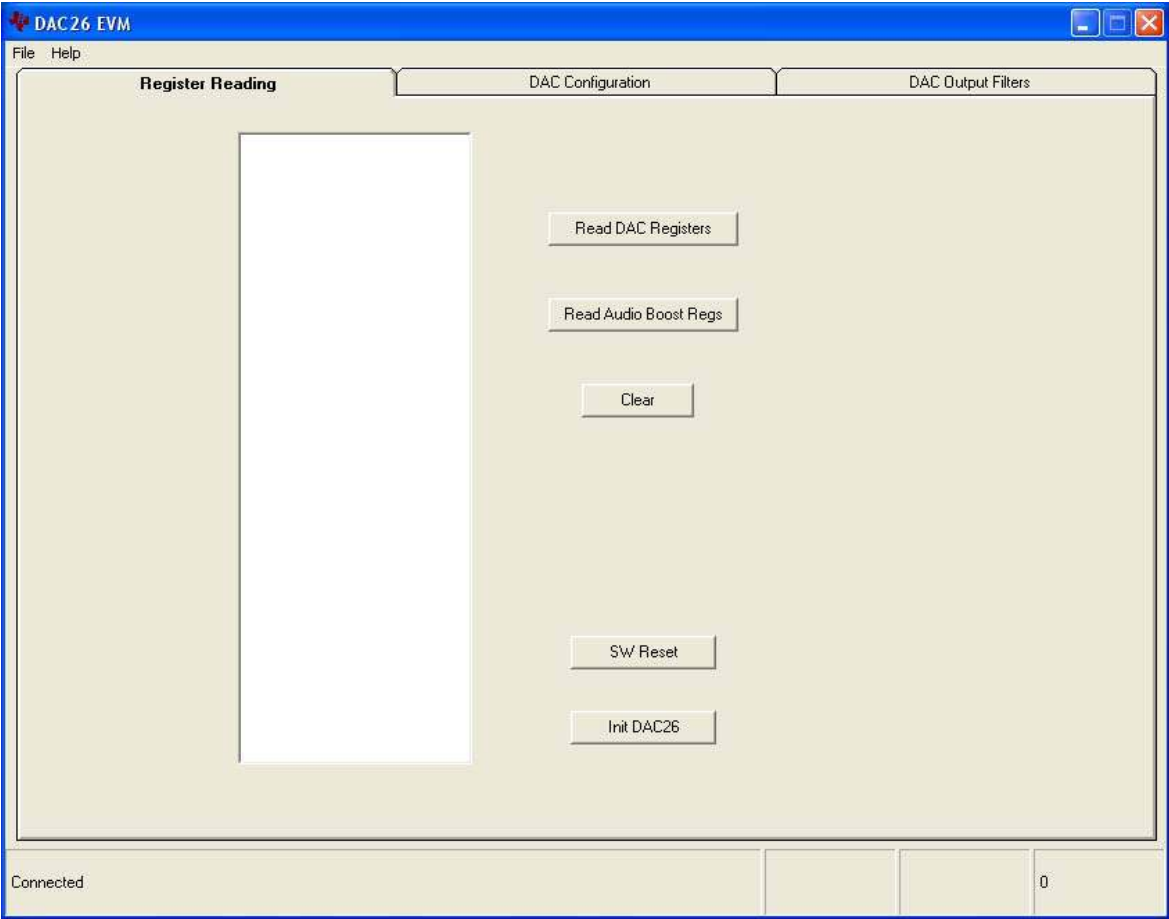 DAC26 EVM
File Help
Register Reading
DAC Configuration
DAC Output Filters
Read DAC Registers
Read Audio Boost Regs
Clear
SW Reset
Init DAC26
Connected
0